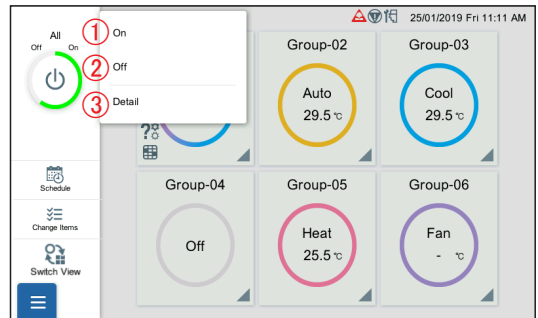 25/01/2019 Fri 11:11 AM
All
Off On
① On
② Off
③ Detail
Group-02
Auto
29.5 ℃
Group-03
Cool
29.5 ℃
Schedule
Change Items
Switch View
Group-04
Off
Group-05
Heat
25.5 ℃
Group-06
Fan
- ℃